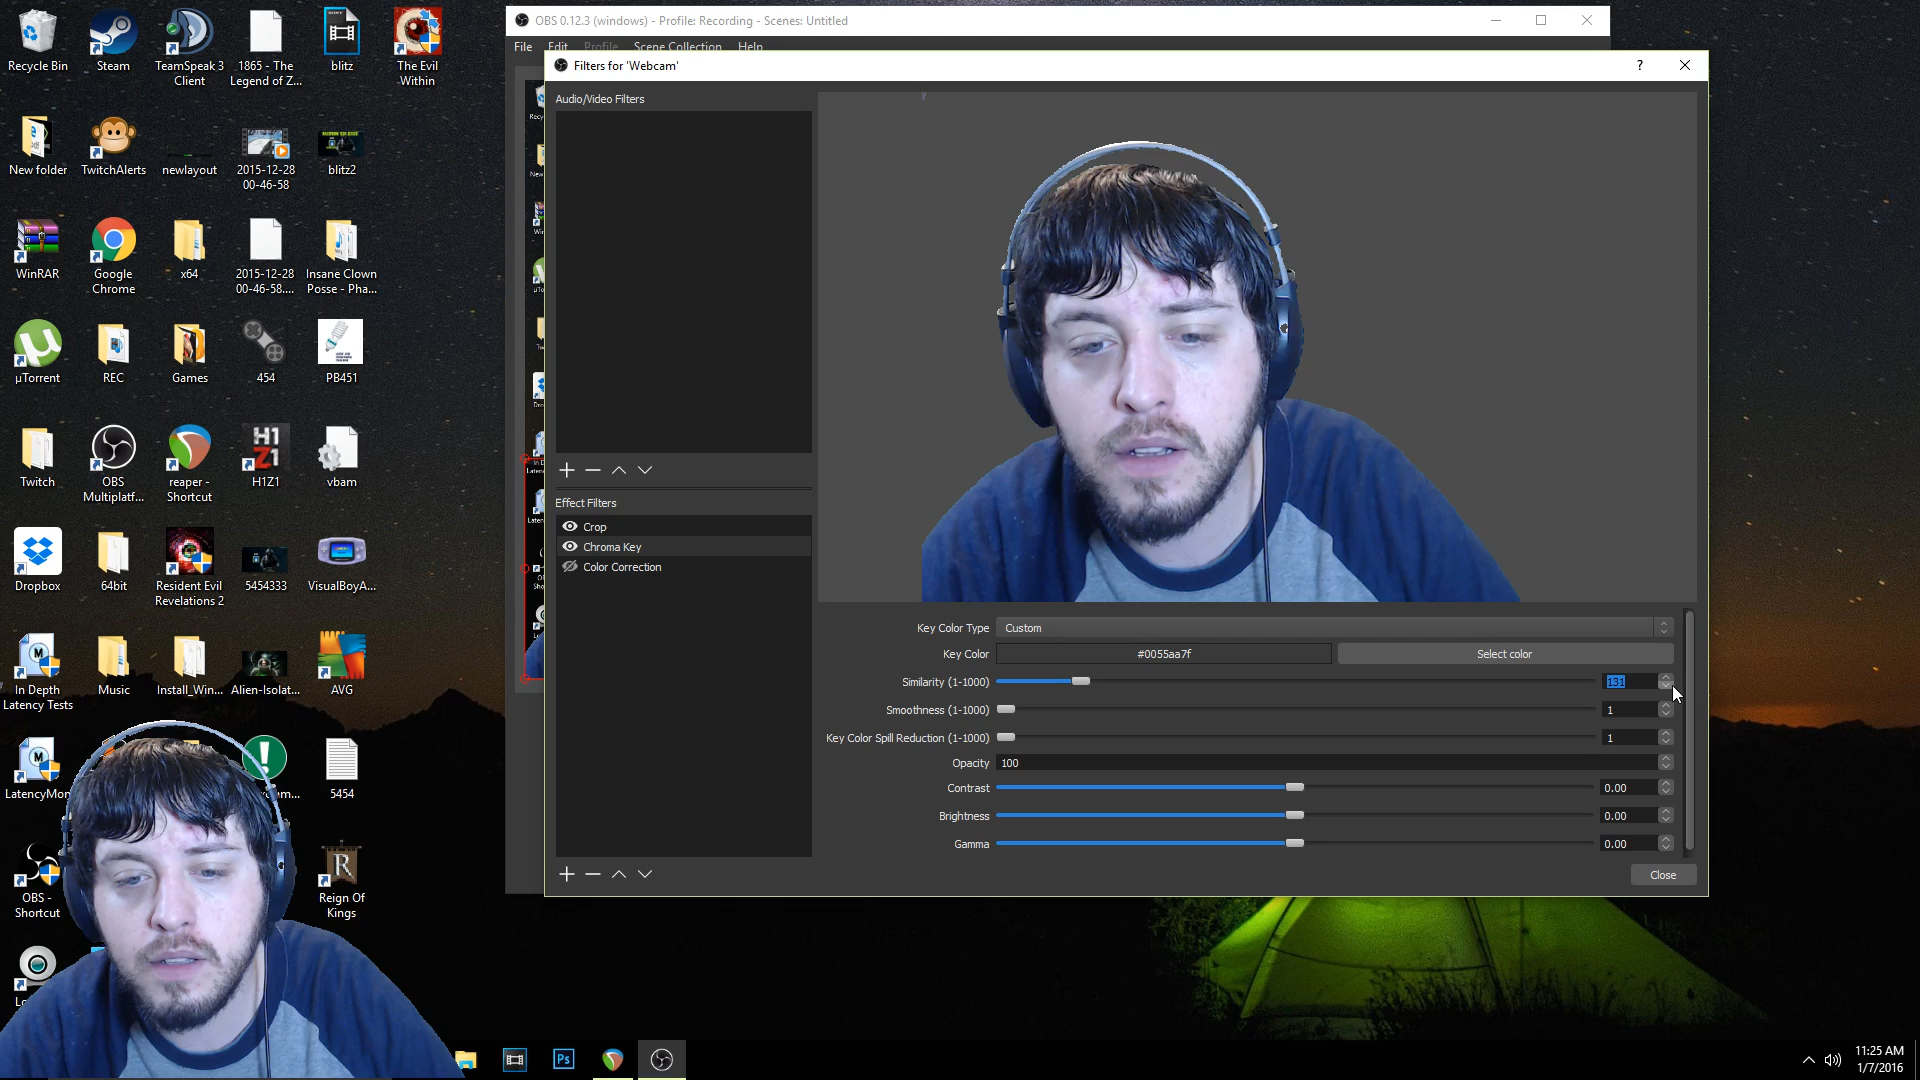 Recycle Bin
Steam
TeamSpeak 3
Client
1865 - The
Legend of Z...
blitz
The Evil
Within
New folder
TwitchAlerts
newlayout
2015-12-28
00-46-58
blitz2
WinRAR
Google
Chrome
x64
2015-12-28
00-46-58....
Insane Clown
Posse - Pha...
µTorrent
REC
Games
454
PB451
Twitch
OBS
Multiplatf...
reaper -
Shortcut
H1Z1
vbam
Dropbox
64bit
Resident Evil
Revelations 2
5454333
VisualBoyA...
In Depth
Latency Tests
Music
Install_Win...
Alien-Isolat...
AVG
LatencyMon
5454
OBS -
Shortcut
Reign Of
Kings
OBS 0.12.3 (windows) - Profile: Recording - Scenes: Untitled
File Edit Profile Scene Collection Help
Filters for 'Webcam'
?
Audio/Video Filters
Effect Filters
Crop
Chroma Key
Color Correction
Key Color Type Custom
Key Color #0055aa7f Select color
Similarity (1-1000) 131
Smoothness (1-1000) 1
Key Color Spill Reduction (1-1000) 1
Opacity 100
Contrast 0.00
Brightness 0.00
Gamma 0.00
Close
Ps
11:25 AM
1/7/2016